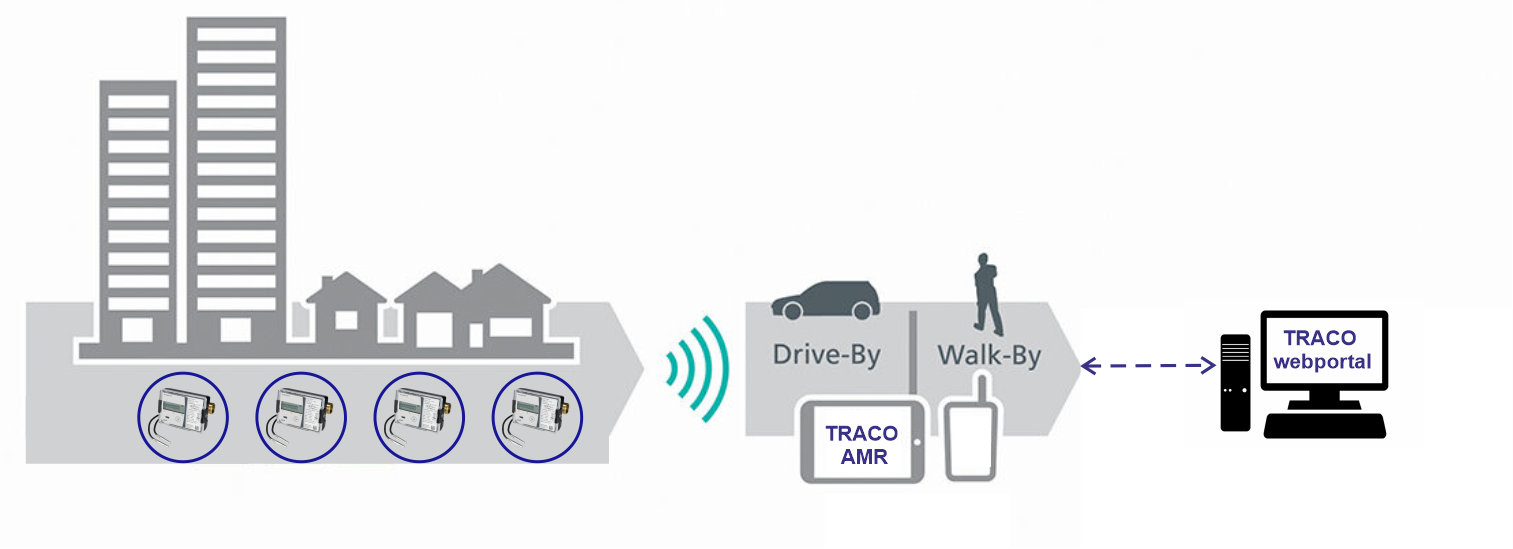 Drive-By
Walk-By
TRACO
AMR
TRACO
webportal